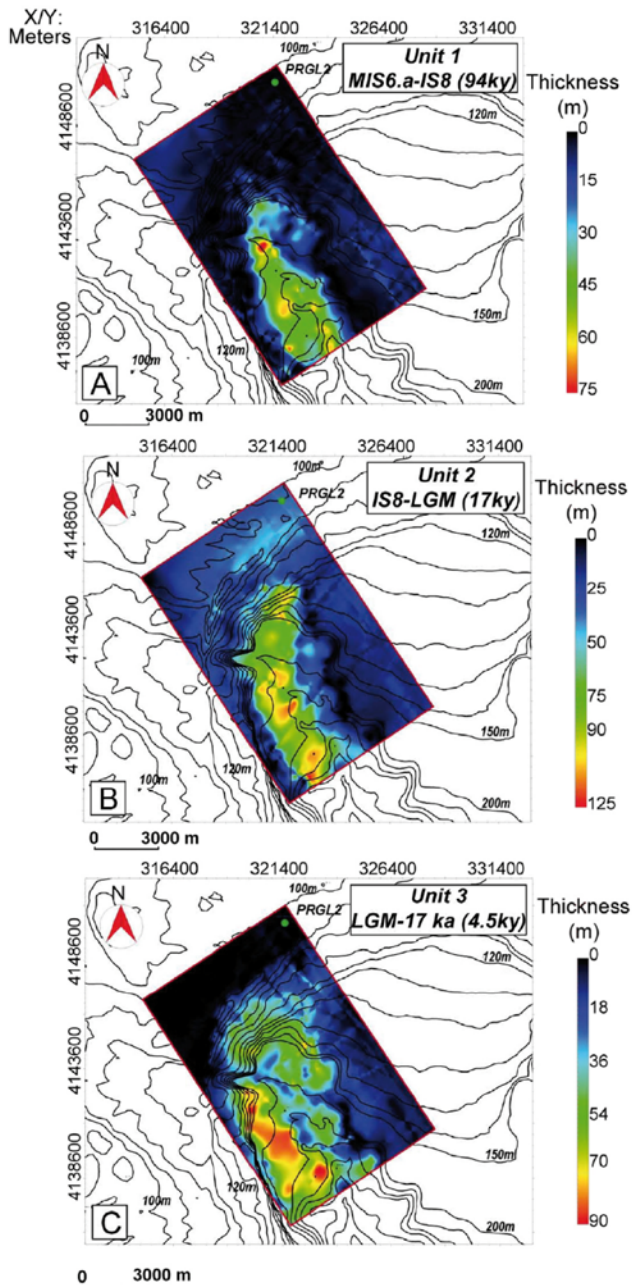 X/Y:
Meters
316400 321400 326400 331400
N
100m
PRGL2
Unit 1
MIS6.a-IS8 (94ky)
Thickness
(m)
0
15
30
45
60
75
4148600
4143600
4138600
120m
150m
200m
100m
120m
A
0 3000 m
316400 321400 326400 331400
N
100m
PRGL2
Unit 2
IS8-LGM (17ky)
Thickness
(m)
0
25
50
75
90
125
4148600
4143600
4138600
120m
150m
200m
100m
120m
B
0 3000 m
316400 321400 326400 331400
N
100m
PRGL2
Unit 3
LGM-17 ka (4.5ky)
Thickness
(m)
0
18
36
54
70
90
4148600
4143600
4138600
120m
150m
200m
100m
120m
C
0 3000 m